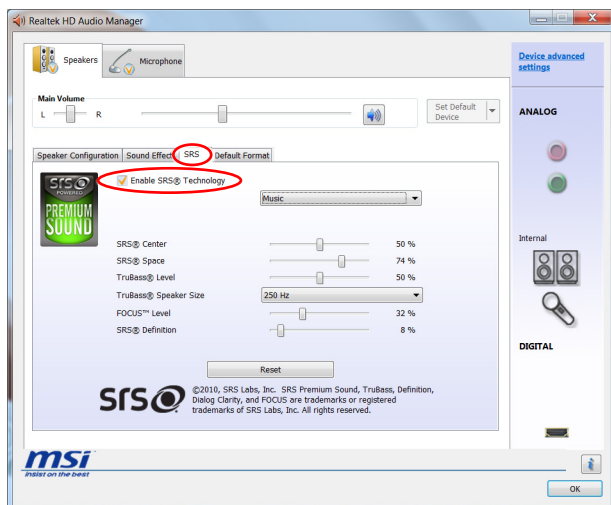 Realtek HD Audio Manager
Speakers
Microphone
Device advanced
settings
Main Volume
L
R
Set Default
Device
ANALOG
Speaker Configuration
Sound Effect
SRS
Default Format
SRS
POWERED
PREMIUM
SOUND
Enable SRS® Technology
Music
Internal
SRS® Center
50 %
SRS® Space
74 %
TruBass® Level
50 %
TruBass® Speaker Size
250 Hz
FOCUS™ Level
32 %
SRS® Definition
8 %
DIGITAL
Reset
SRS
©2010, SRS Labs, Inc. SRS Premium Sound, TruBass, Definition,
Dialog Clarity, and FOCUS are trademarks or registered
trademarks of SRS Labs, Inc. All rights reserved.
msi
insist on the best
i
OK